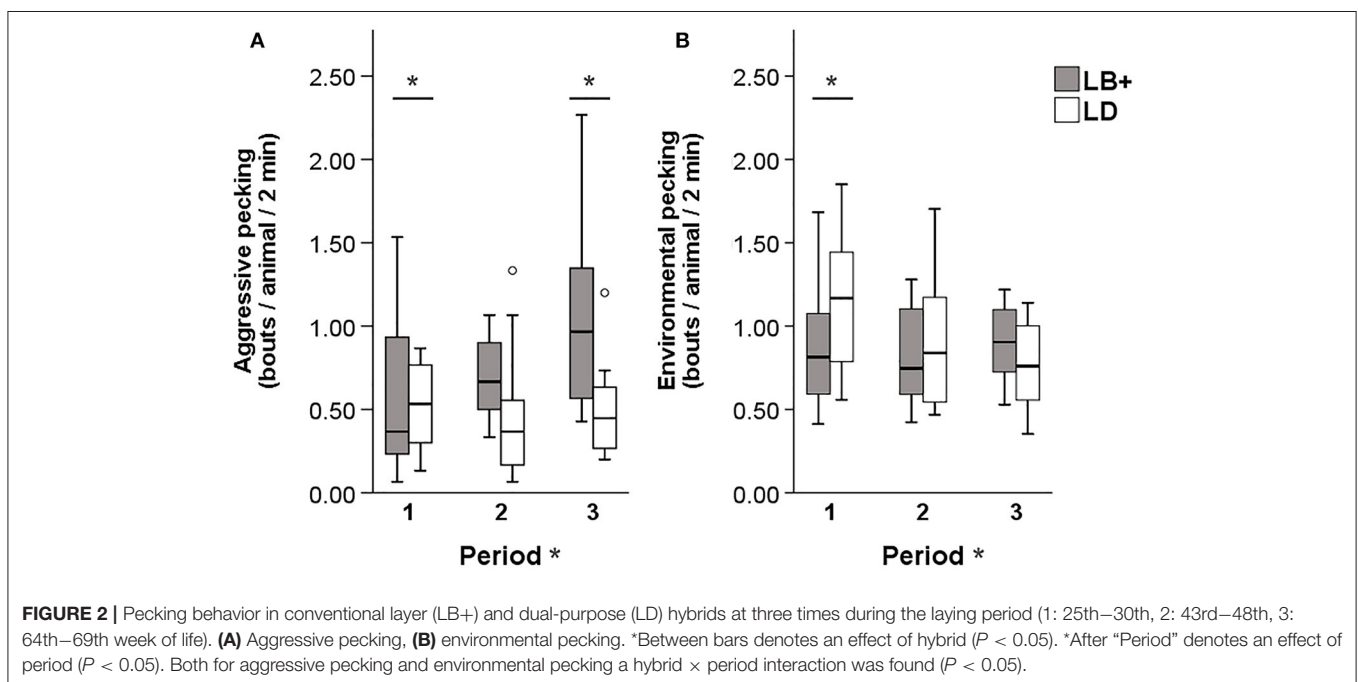 A
Aggressive pecking
(bouts / animal / 2 min)
2.50
2.00
1.50
1.00
0.50
0.00
*
*
1 2 3
Period *
B
Environmental pecking
(bouts / animal / 2 min)
2.50
2.00
1.50
1.00
0.50
0.00
*
1 2 3
Period *
LB+
LD
FIGURE 2 | Pecking behavior in conventional layer (LB+) and dual-purpose (LD) hybrids at three times during the laying period (1: 25th–30th, 2: 43rd–48th, 3:
64th–69th week of life). (A) Aggressive pecking, (B) environmental pecking. *Between bars denotes an effect of hybrid (P < 0.05). *After “Period” denotes an effect of
period (P < 0.05). Both for aggressive pecking and environmental pecking a hybrid × period interaction was found (P < 0.05).